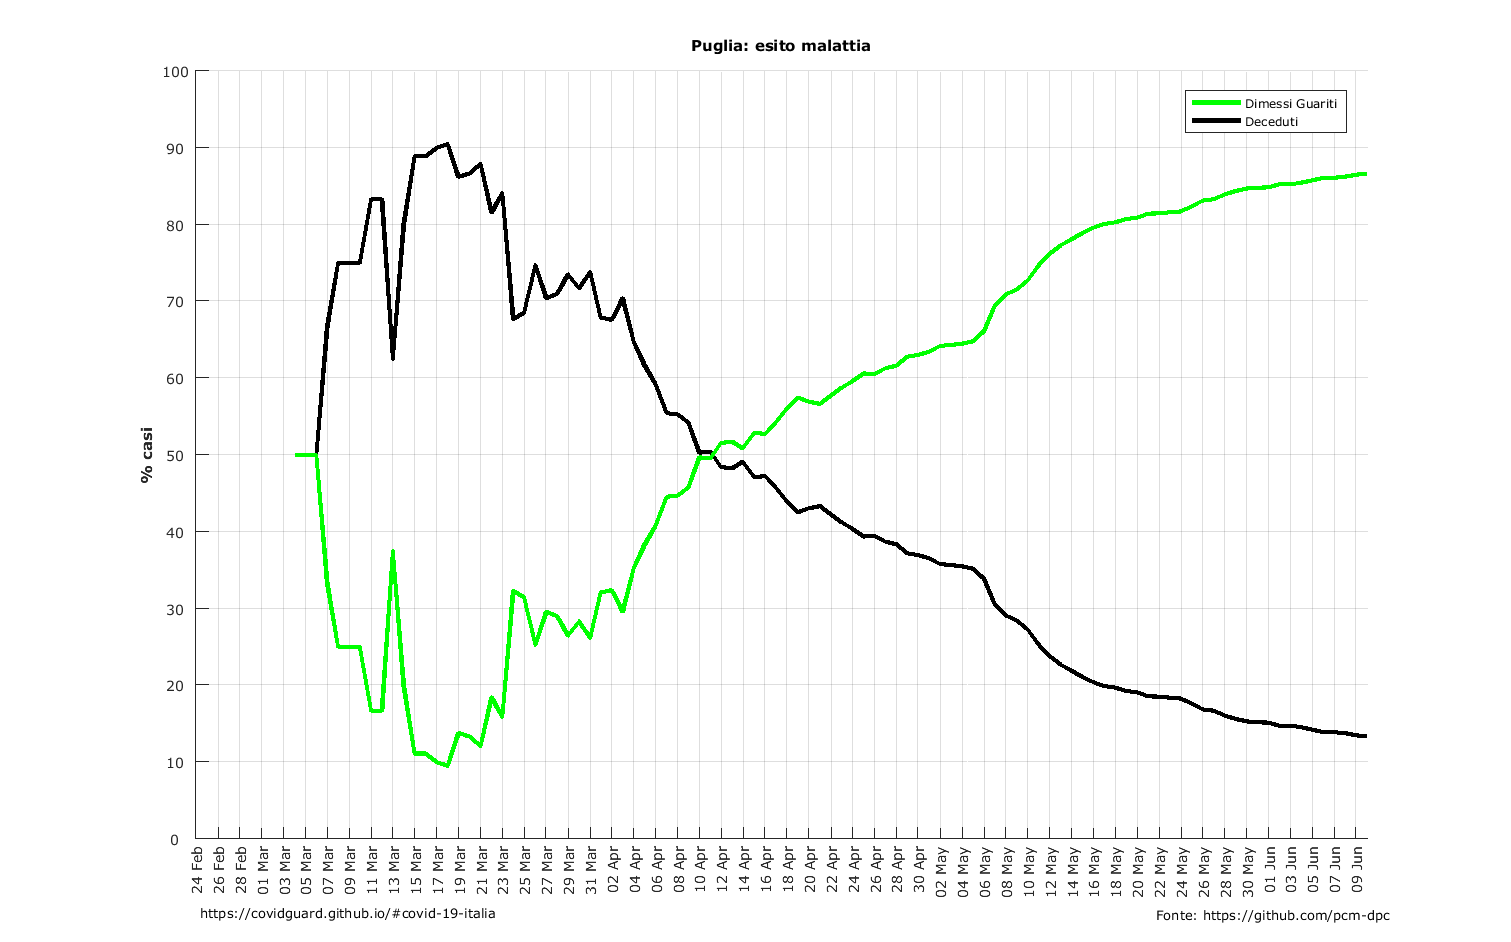 Puglia: esito malattia
100
90
80
70
60
50
40
30
20
10
0
% casi
Dimessi Guariti
Deceduti
24 Feb
26 Feb
28 Feb
01 Mar
03 Mar
05 Mar
07 Mar
09 Mar
11 Mar
13 Mar
15 Mar
17 Mar
19 Mar
21 Mar
23 Mar
25 Mar
27 Mar
29 Mar
31 Mar
02 Apr
04 Apr
06 Apr
08 Apr
10 Apr
12 Apr
14 Apr
16 Apr
18 Apr
20 Apr
22 Apr
24 Apr
26 Apr
28 Apr
30 Apr
02 May
04 May
06 May
08 May
10 May
12 May
14 May
16 May
18 May
20 May
22 May
24 May
26 May
28 May
30 May
01 Jun
03 Jun
05 Jun
07 Jun
09 Jun
https://covidguard.github.io/#covid-19-italia
Fonte: https://github.com/pcm-dpc